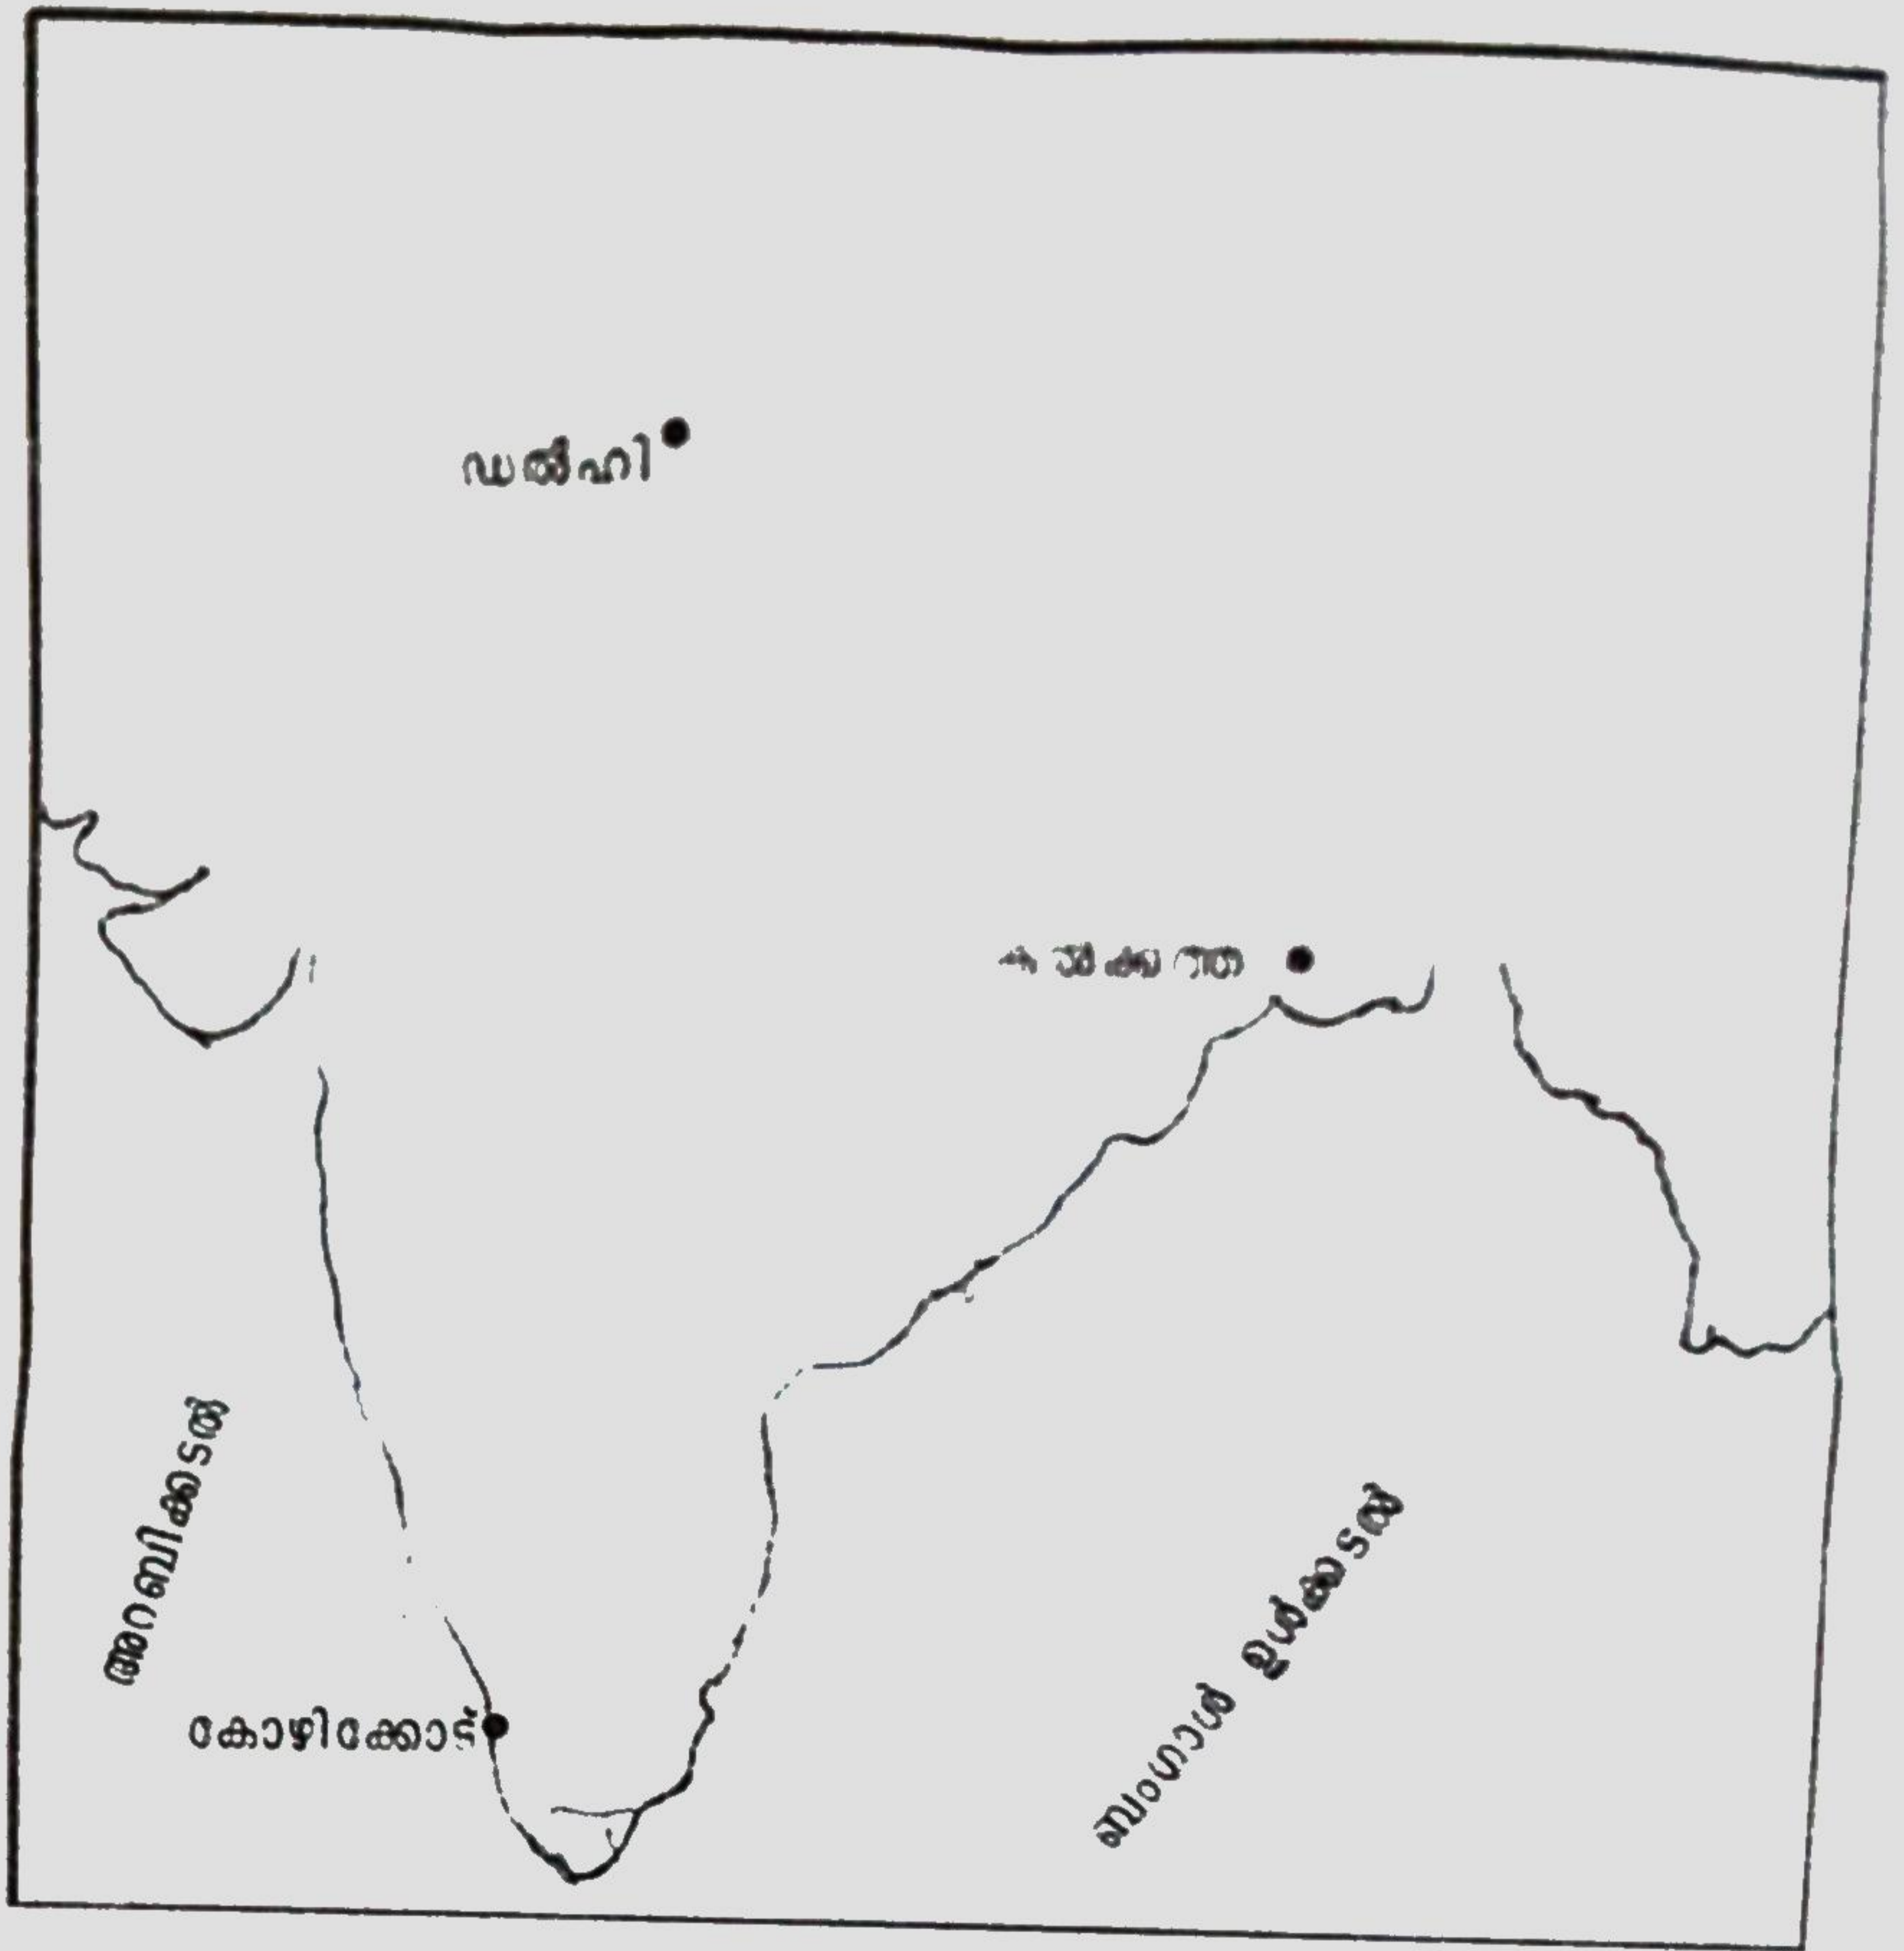 ഡൽഹി
കൽക്കത്ത
അറബിക്കടൽ
ബംഗാൾ ഉൾക്കടൽ
കോഴിക്കോട്